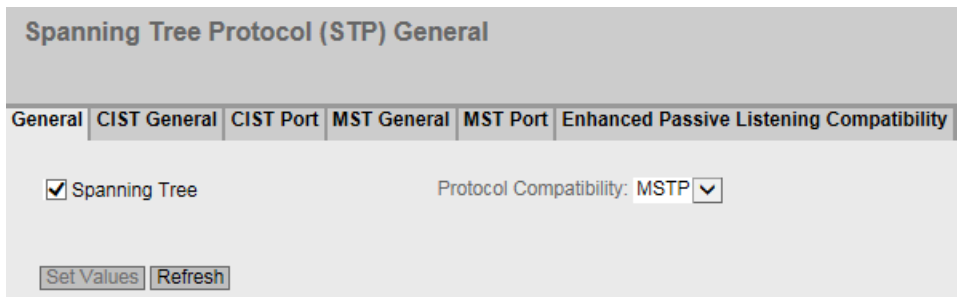 Spanning Tree Protocol (STP) General
General CIST General CIST Port MST General MST Port Enhanced Passive Listening Compatibility
Spanning Tree Protocol Compatibility: MSTP
Set Values Refresh